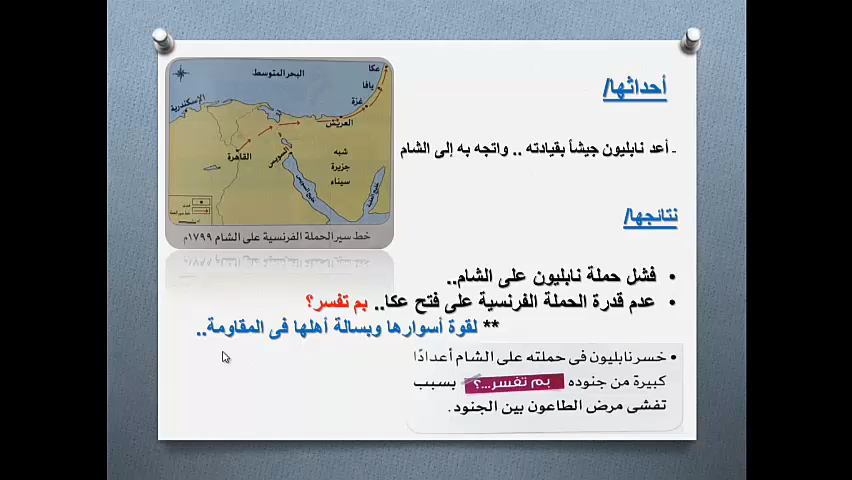 أحداثها/
- أعد نابليون جيشاً بقيادته .. واتجه به إلى الشام
نتائجها/
• فشل حملة نابليون على الشام..
• عدم قدرة الحملة الفرنسية على فتح عكا.. بم تفسر؟
** لقوة أسوارها وبسالة أهلها فى المقاومة..
• خسر نابليون فى حملته على الشام أعدادًا
كبيرة من جنوده بم تفسر...؟ بسبب
تفشى مرض الطاعون بين الجنود.
البحر المتوسط
عكا
يافا
غزة
العريش
الإسكندرية
القاهرة
السويس
شبه
جزيرة
سيناء
خليج السويس
خط سير الحملة الفرنسية على الشام ١٧٩٩م